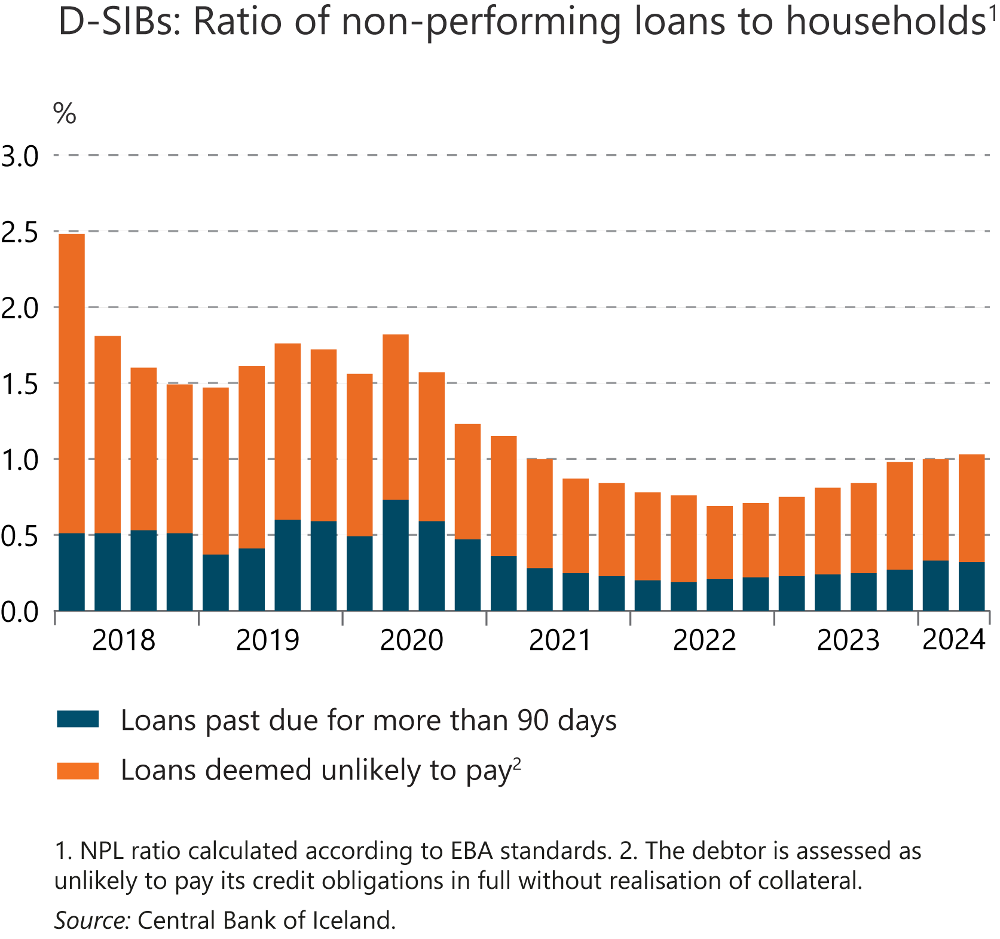 D-SIBs: Ratio of non-performing loans to households¹
%
3.0
2.5
2.0
1.5
1.0
0.5
0.0
2018 2019 2020 2021 2022 2023 2024
Loans past due for more than 90 days
Loans deemed unlikely to pay²
1. NPL ratio calculated according to EBA standards. 2. The debtor is assessed as
unlikely to pay its credit obligations in full without realisation of collateral.
Source: Central Bank of Iceland.